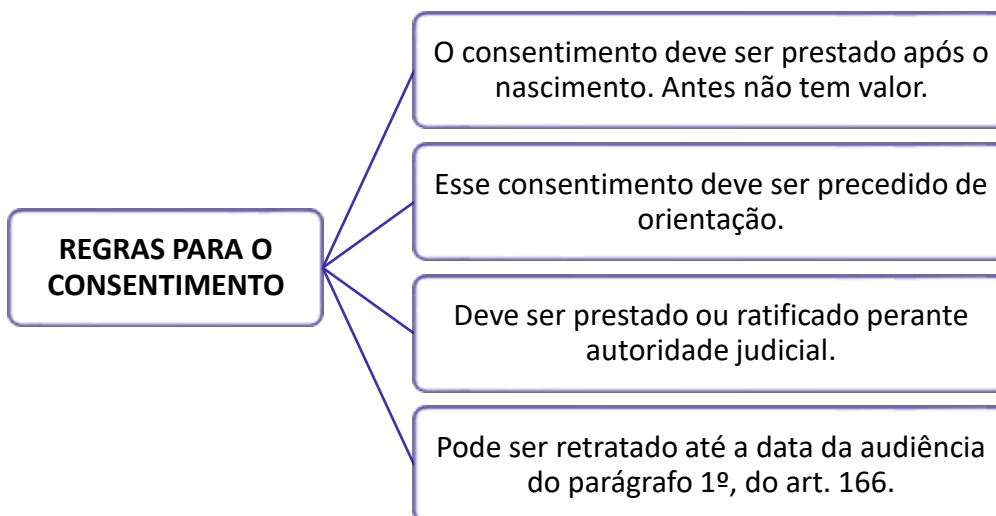 REGRAS PARA O
CONSENTIMENTO
O consentimento deve ser prestado após o
nascimento. Antes não tem valor.
Esse consentimento deve ser precedido de
orientação.
Deve ser prestado ou ratificado perante
autoridade judicial.
Pode ser retratado até a data da audiência
do parágrafo 1º, do art. 166.